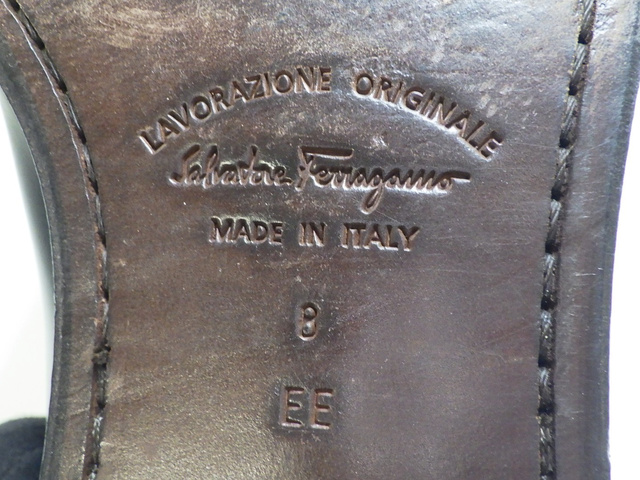 LAVORAZIONE ORIGINALE
Salvatore Ferragamo
MADE IN ITALY
8
EE